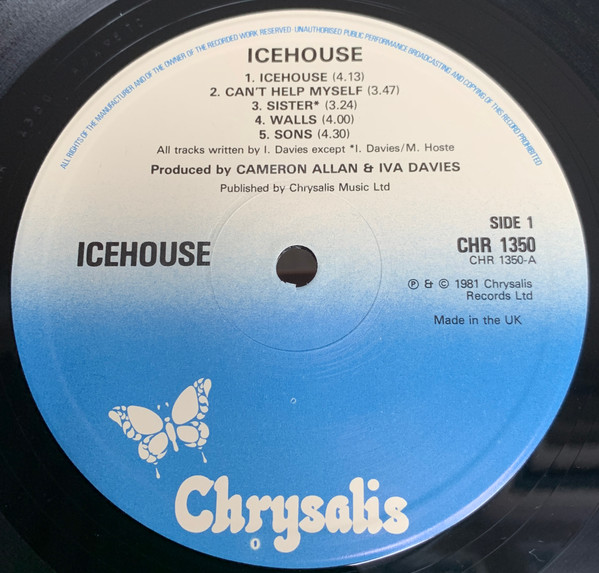 ALL RIGHTS OF THE MANUFACTURER AND OF THE OWNER OF THE RECORDED WORK RESERVED UNAUTHORISED PUBLIC PERFORMANCE BROADCASTING AND COPYING OF THIS RECORD PROHIBITED
ICEHOUSE
1. ICEHOUSE (4.13)
2. CAN'T HELP MYSELF (3.47)
3. SISTER* (3.24)
4. WALLS (4.00)
5. SONS (4.30)
All tracks written by I. Davies except *I. Davies/M. Hoste
Produced by CAMERON ALLAN & IVA DAVIES
Published by Chrysalis Music Ltd
ICEHOUSE
SIDE 1
CHR 1350
CHR 1350-A
℗ & © 1981 Chrysalis
Records Ltd
Made in the UK
Chrysalis